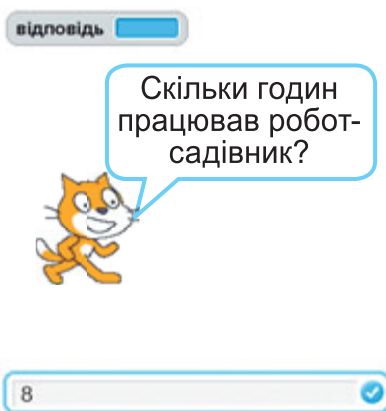 відповідь
Скільки годин
працював робот-
садівник?
8